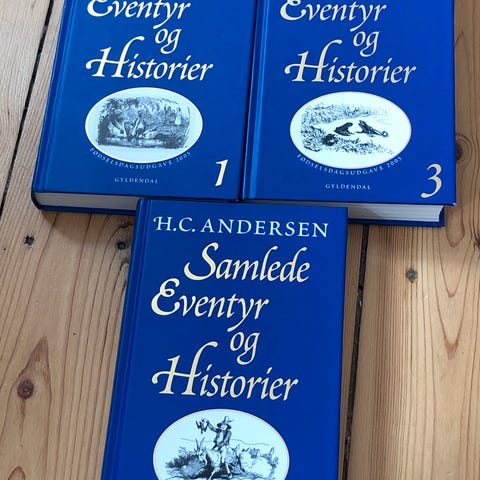 Eventyr
og
Historier
FØDSELSDAGSUDGAVE 2005
GYLDENDAL
1
Eventyr
og
Historier
FØDSELSDAGSUDGAVE 2005
GYLDENDAL
3
H.C. ANDERSEN
Samlede
Eventyr
og
Historier